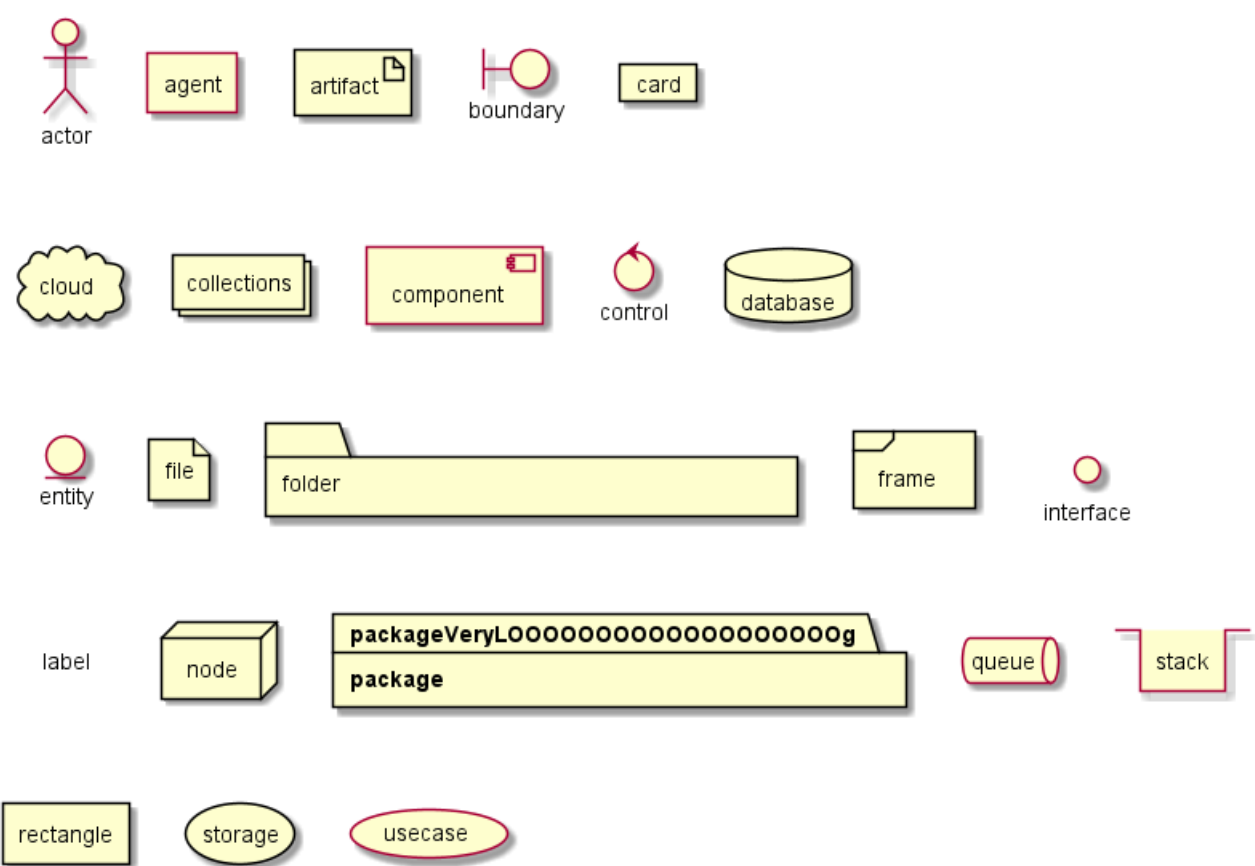 actor
agent
artifact
boundary
card
cloud
collections
component
control
database
entity
file
folder
frame
interface
label
node
packageVeryLOOOOOOOOOOOOOOOOOOOg
package
queue
stack
rectangle
storage
usecase